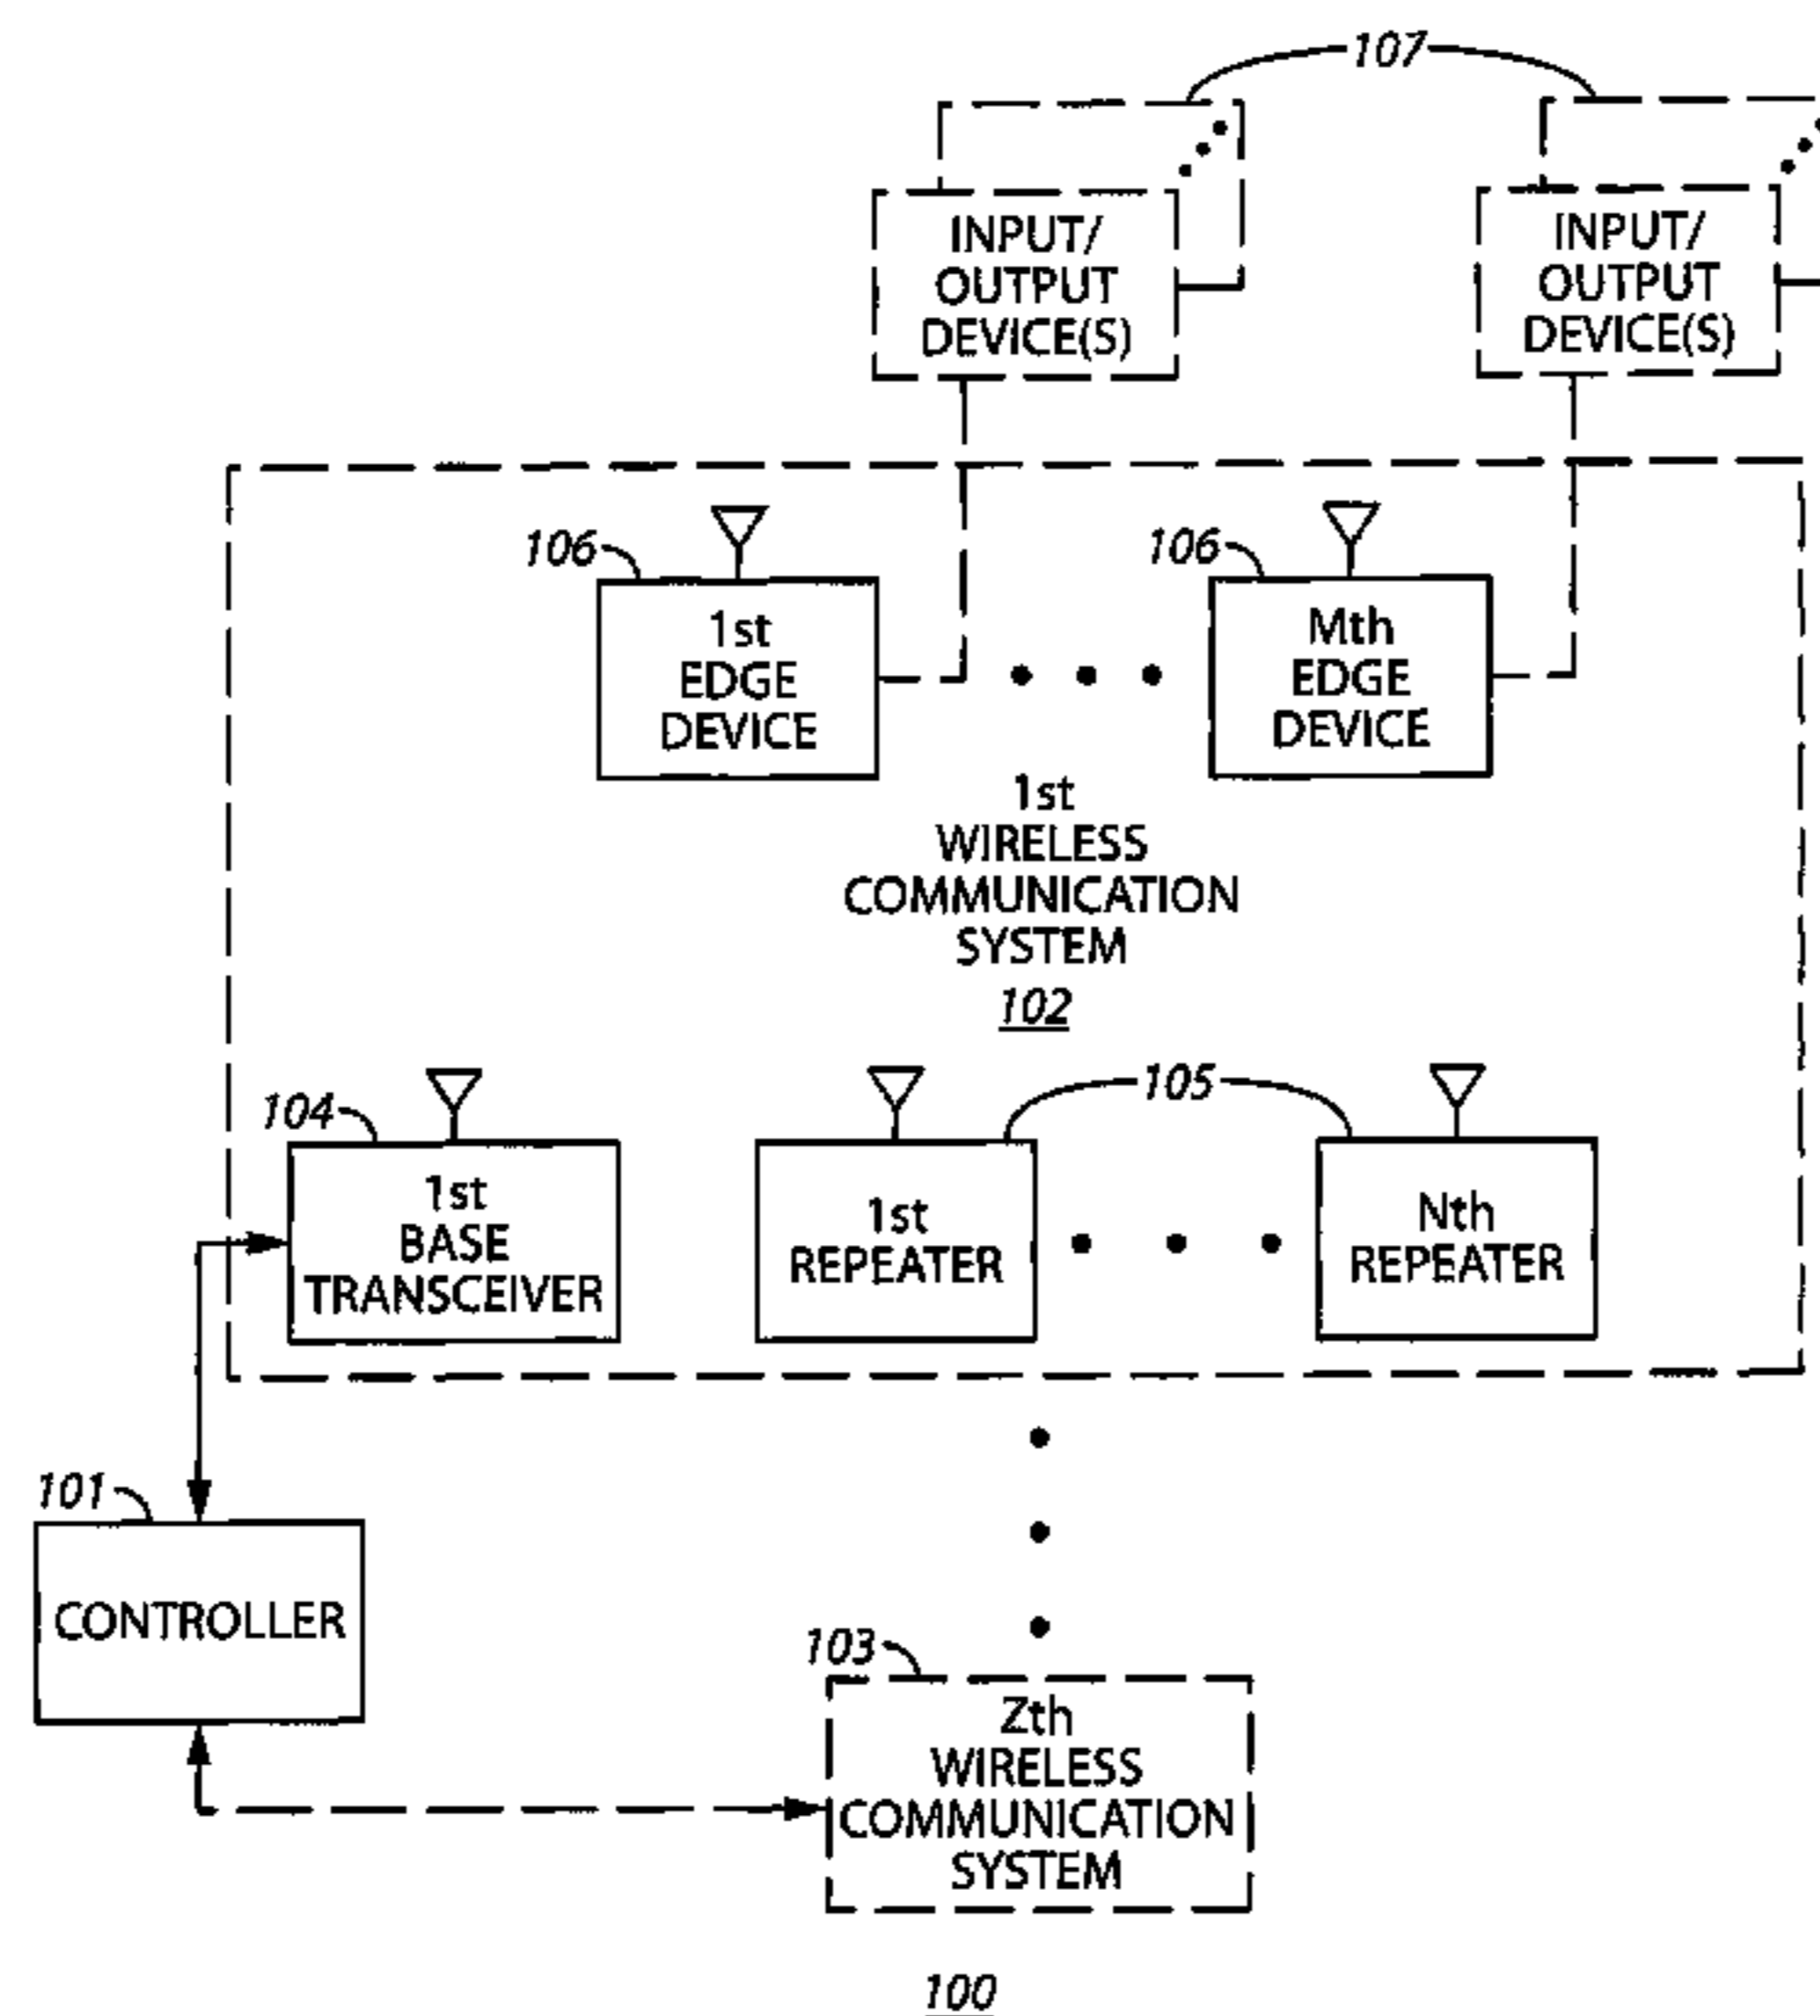 107
INPUT/
OUTPUT
DEVICE(S)
INPUT/
OUTPUT
DEVICE(S)
106
1st
EDGE
DEVICE
106
Mth
EDGE
DEVICE
1st
WIRELESS
COMMUNICATION
SYSTEM
102
104
1st
BASE
TRANSCEIVER
105
1st
REPEATER
Nth
REPEATER
101
CONTROLLER
103
Zth
WIRELESS
COMMUNICATION
SYSTEM
100